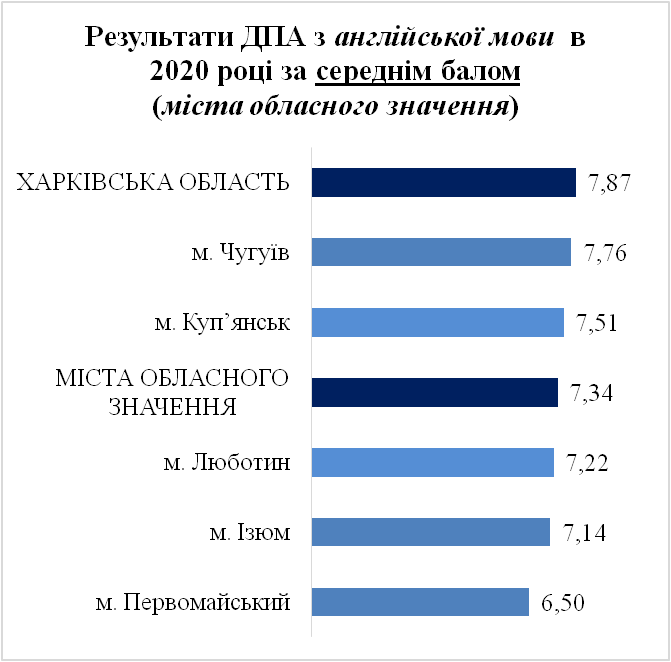 Результати ДПА з англійської мови в
2020 році за середнім балом
(міста обласного значення)
ХАРКІВСЬКА ОБЛАСТЬ 7,87
м. Чугуїв 7,76
м. Куп’янськ 7,51
МІСТА ОБЛАСНОГО
ЗНАЧЕННЯ 7,34
м. Люботин 7,22
м. Ізюм 7,14
м. Первомайський 6,50